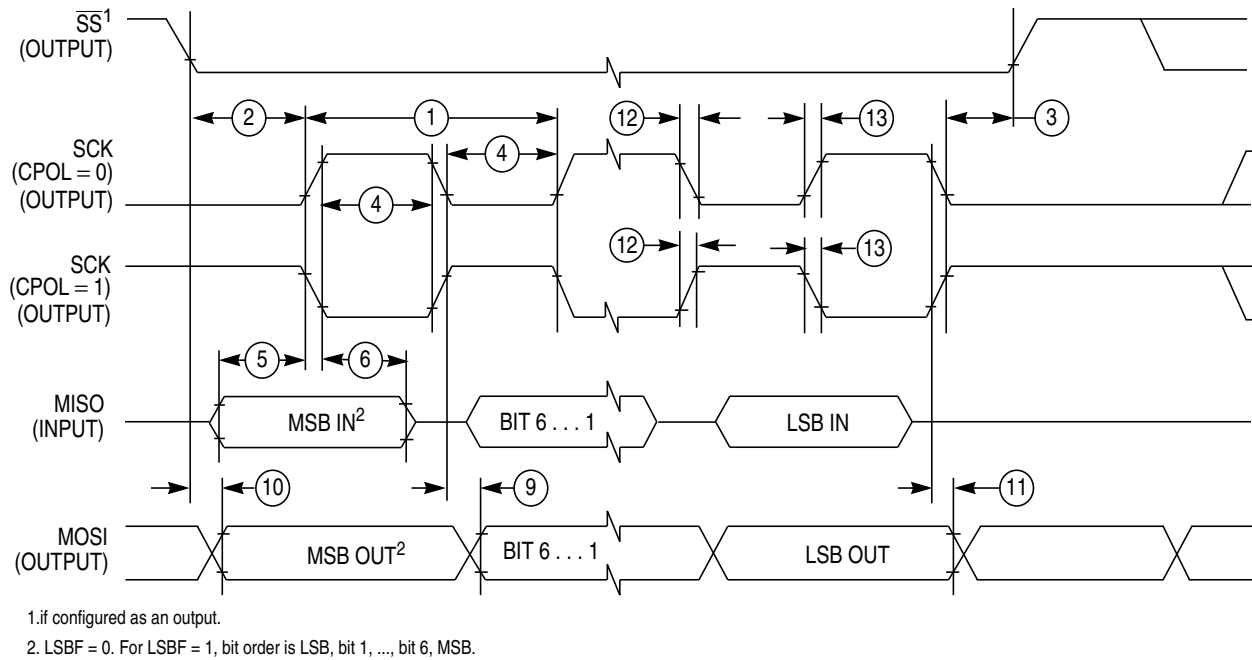 SS¹
(OUTPUT)
2
1
12
13
3
SCK
(CPOL = 0)
(OUTPUT)
4
4
12
13
SCK
(CPOL = 1)
(OUTPUT)
5
6
MISO
(INPUT)
MSB IN²
BIT 6 . . . 1
LSB IN
10
9
11
MOSI
(OUTPUT)
MSB OUT²
BIT 6 . . . 1
LSB OUT
1.if configured as an output.
2. LSBF = 0. For LSBF = 1, bit order is LSB, bit 1, ..., bit 6, MSB.